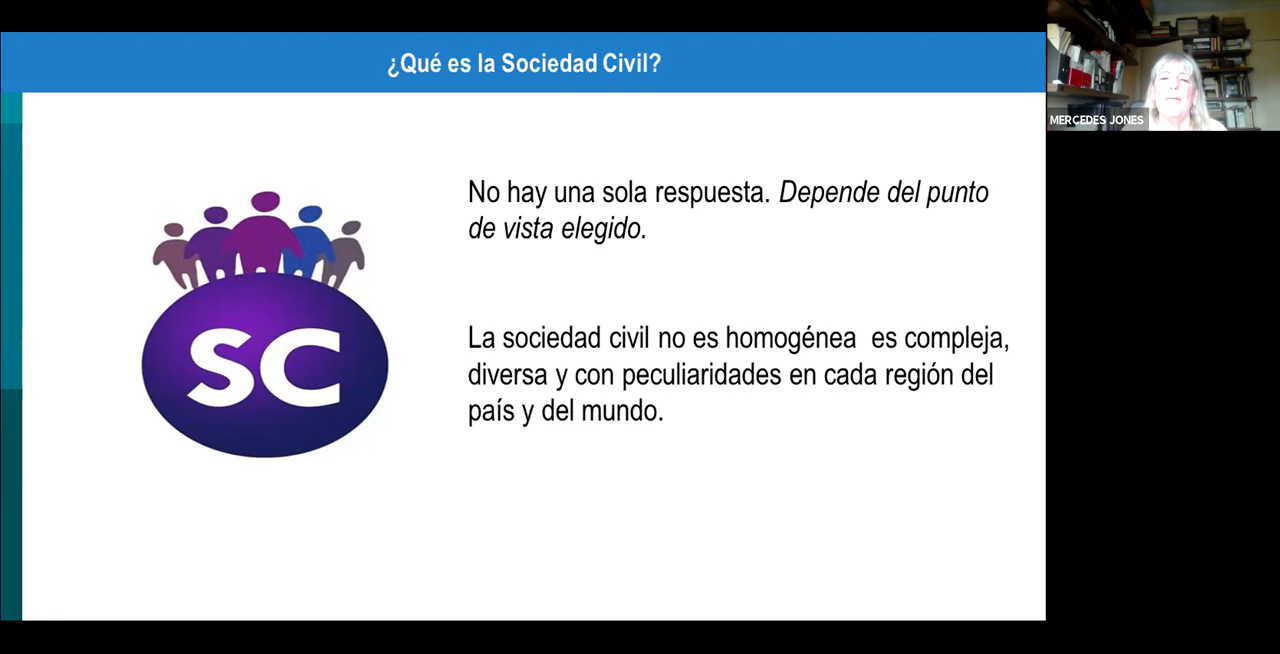 ¿Qué es la Sociedad Civil?
MERCEDES JONES
No hay una sola respuesta. Depende del punto
de vista elegido.
SC
La sociedad civil no es homogénea es compleja,
diversa y con peculiaridades en cada región del
país y del mundo.